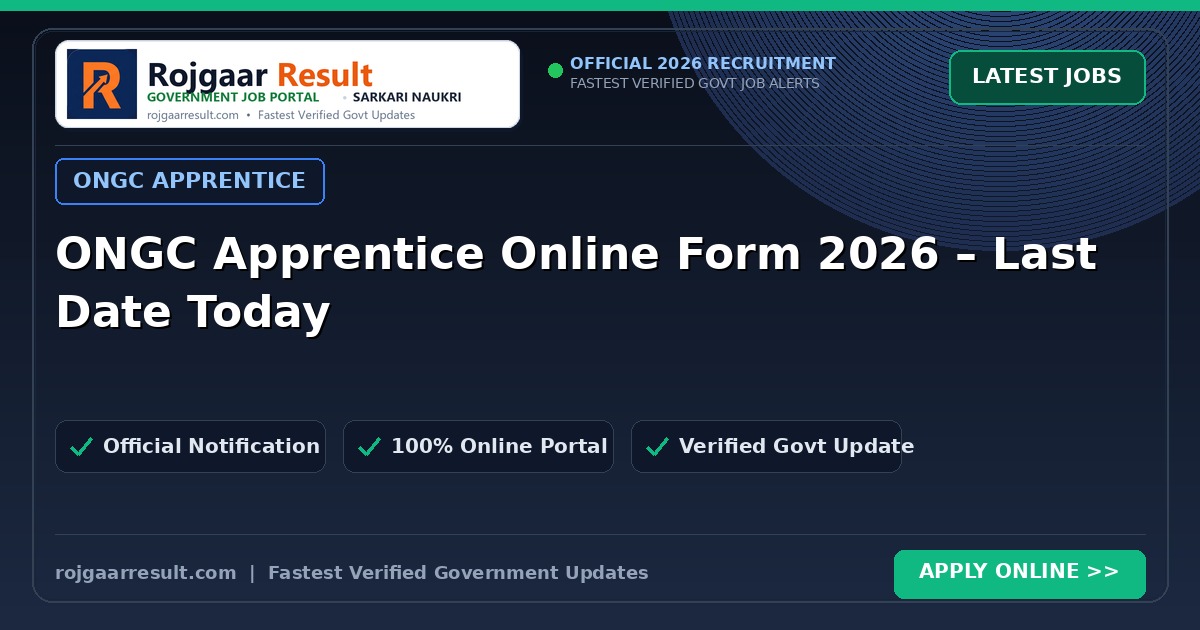 R
Rojgaar Result
GOVERNMENT JOB PORTAL • SARKARI NAUKRI
rojgaarresult.com • Fastest Verified Govt Updates
OFFICIAL 2026 RECRUITMENT
FASTEST VERIFIED GOVT JOB ALERTS
LATEST JOBS
ONGC APPRENTICE
ONGC Apprentice Online Form 2026 – Last
Date Today
Official Notification
100% Online Portal
Verified Govt Update
rojgaarresult.com | Fastest Verified Government Updates
APPLY ONLINE >>